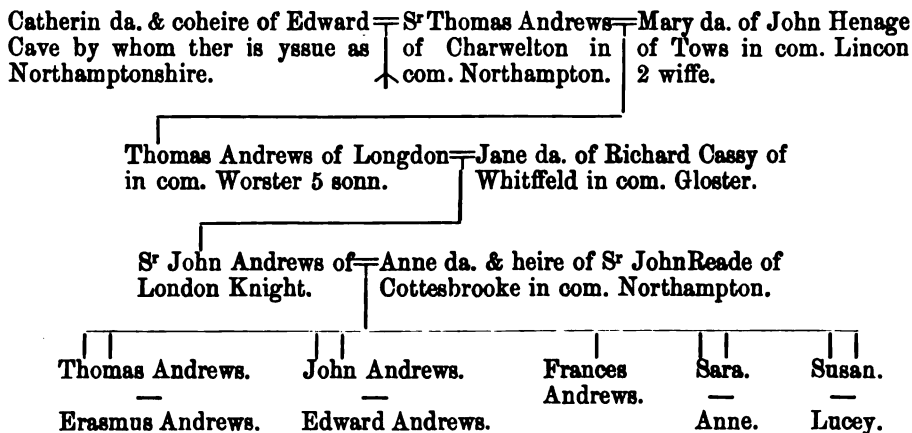 Catherin da. & coheire of Edward
Cave by whom ther is yssue as
Northamptonshire.
Sr Thomas Andrews
of Charwelton in
com. Northampton.
Mary da. of John Henage
of Tows in com. Lincon
2 wiffe.
Thomas Andrews of Longdon
in com. Worster 5 sonn.
Jane da. of Richard Cassy of
Whitffeld in com. Gloster.
Sr John Andrews of
London Knight.
Anne da. & heire of Sr John Reade of
Cottesbrooke in com. Northampton.
Thomas Andrews.
Erasmus Andrews.
John Andrews.
Edward Andrews.
Frances
Andrews.
Sara.
Anne.
Susan.
Lucey.